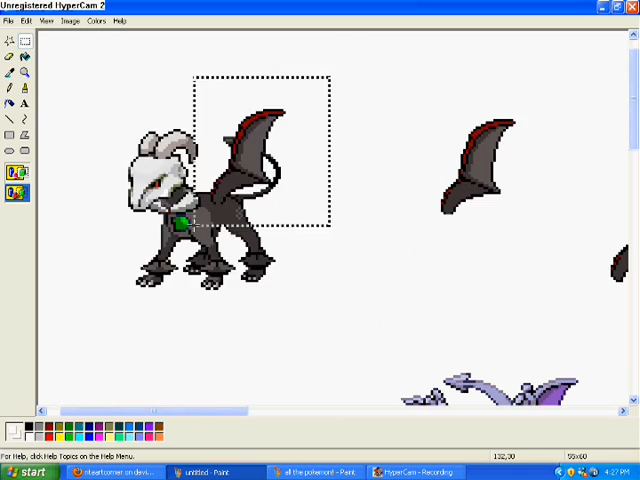 Unregistered HyperCam 2
File Edit View Image Colors Help
A
For Help, click Help Topics on the Help Menu.
132,30
55x60
start
nteartcorner on devi...
untitled - Paint
all the pokemon! - Paint
HyperCam - Recording
4:27 PM